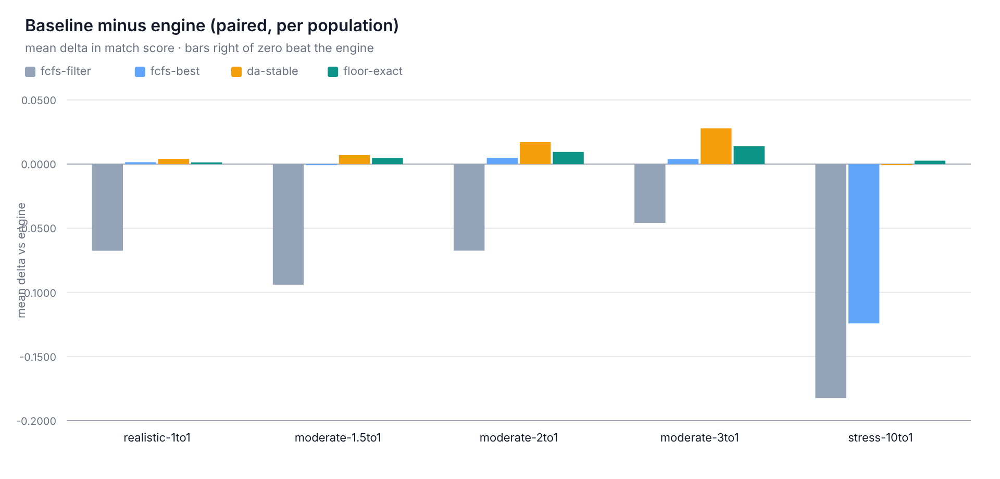 Baseline minus engine (paired, per population)
mean delta in match score · bars right of zero beat the engine
fcfs-filter fcfs-best da-stable floor-exact
0.0500
0.0000
-0.0500
-0.1000
-0.1500
-0.2000
mean delta vs engine
realistic-1to1 moderate-1.5to1 moderate-2to1 moderate-3to1 stress-10to1